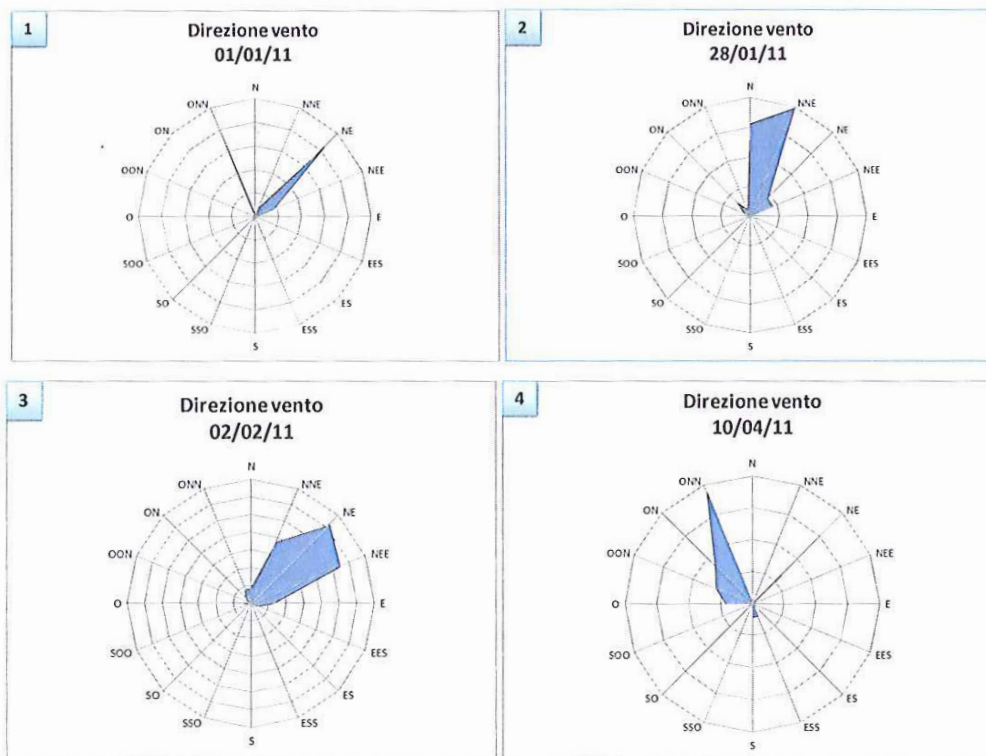 1
Direzione vento
01/01/11
N
NNE
NE
NEE
E
EES
ES
ESS
S
SSO
SO
SOO
O
OON
ON
ONN
2
Direzione vento
28/01/11
N
NNE
NE
NEE
E
EES
ES
ESS
S
SSO
SO
SOO
O
OON
ON
ONN
3
Direzione vento
02/02/11
N
NNE
NE
NEE
E
EES
ES
ESS
S
SSO
SO
SOO
O
OON
ON
ONN
4
Direzione vento
10/04/11
N
NNE
NE
NEE
E
EES
ES
ESS
S
SSO
SO
SOO
O
OON
ON
ONN